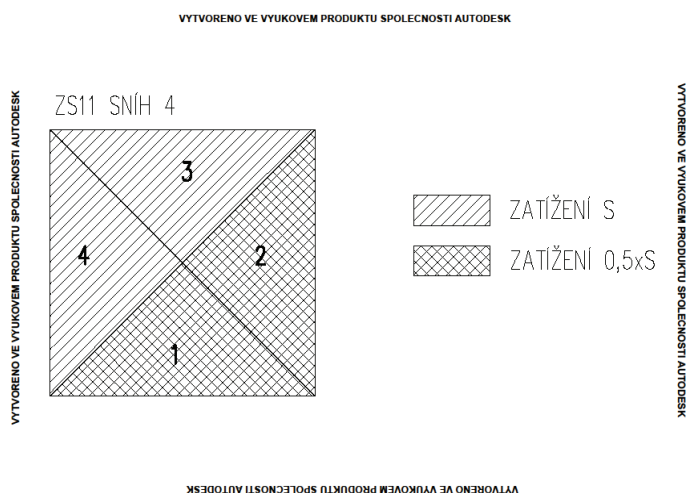 VYTVORENO VE VYUKOVEM PRODUKTU SPOLECNOSTI AUTODESK
VYTVORENO VE VYUKOVEM PRODUKTU SPOLECNOSTI AUTODESK
VYTVORENO VE VYUKOVEM PRODUKTU SPOLECNOSTI AUTODESK
ZS11 SNÍH 4
3
4
2
1
ZATÍŽENÍ S
ZATÍŽENÍ 0,5xS
VYTVORENO VE VYUKOVEM PRODUKTU SPOLECNOSTI AUTODESK